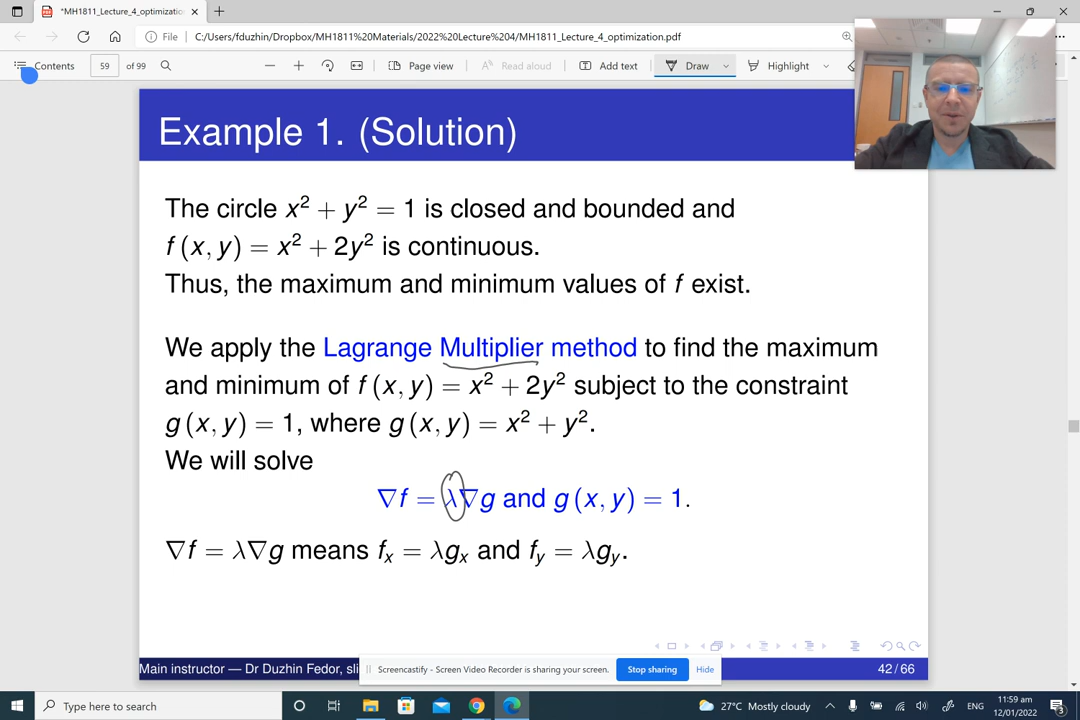 *MH1811_Lecture_4_optimizatio
File
C:/Users/fduzhin/Dropbox/MH1811%20Materials/2022%20Lecture%204/MH1811_Lecture_4_optimization.pdf
Contents
59
of 99
Page view
Read aloud
Add text
Draw
Highlight
Example 1. (Solution)
The circle x² + y² = 1 is closed and bounded and
f (x, y) = x² + 2y² is continuous.
Thus, the maximum and minimum values of f exist.
We apply the Lagrange Multiplier method to find the maximum
and minimum of f (x, y) = x² + 2y² subject to the constraint
g (x, y) = 1, where g (x, y) = x² + y².
We will solve
∇f = λ∇g and g (x, y) = 1.
∇f = λ∇g means fₓ = λgₓ and f_y = λg_y.
Main instructor — Dr Duzhin Fedor, sli
Screencastify - Screen Video Recorder is sharing your screen.
Stop sharing
Hide
42/66
Type here to search
27°C Mostly cloudy
ENG
11:59 am
12/01/2022
3